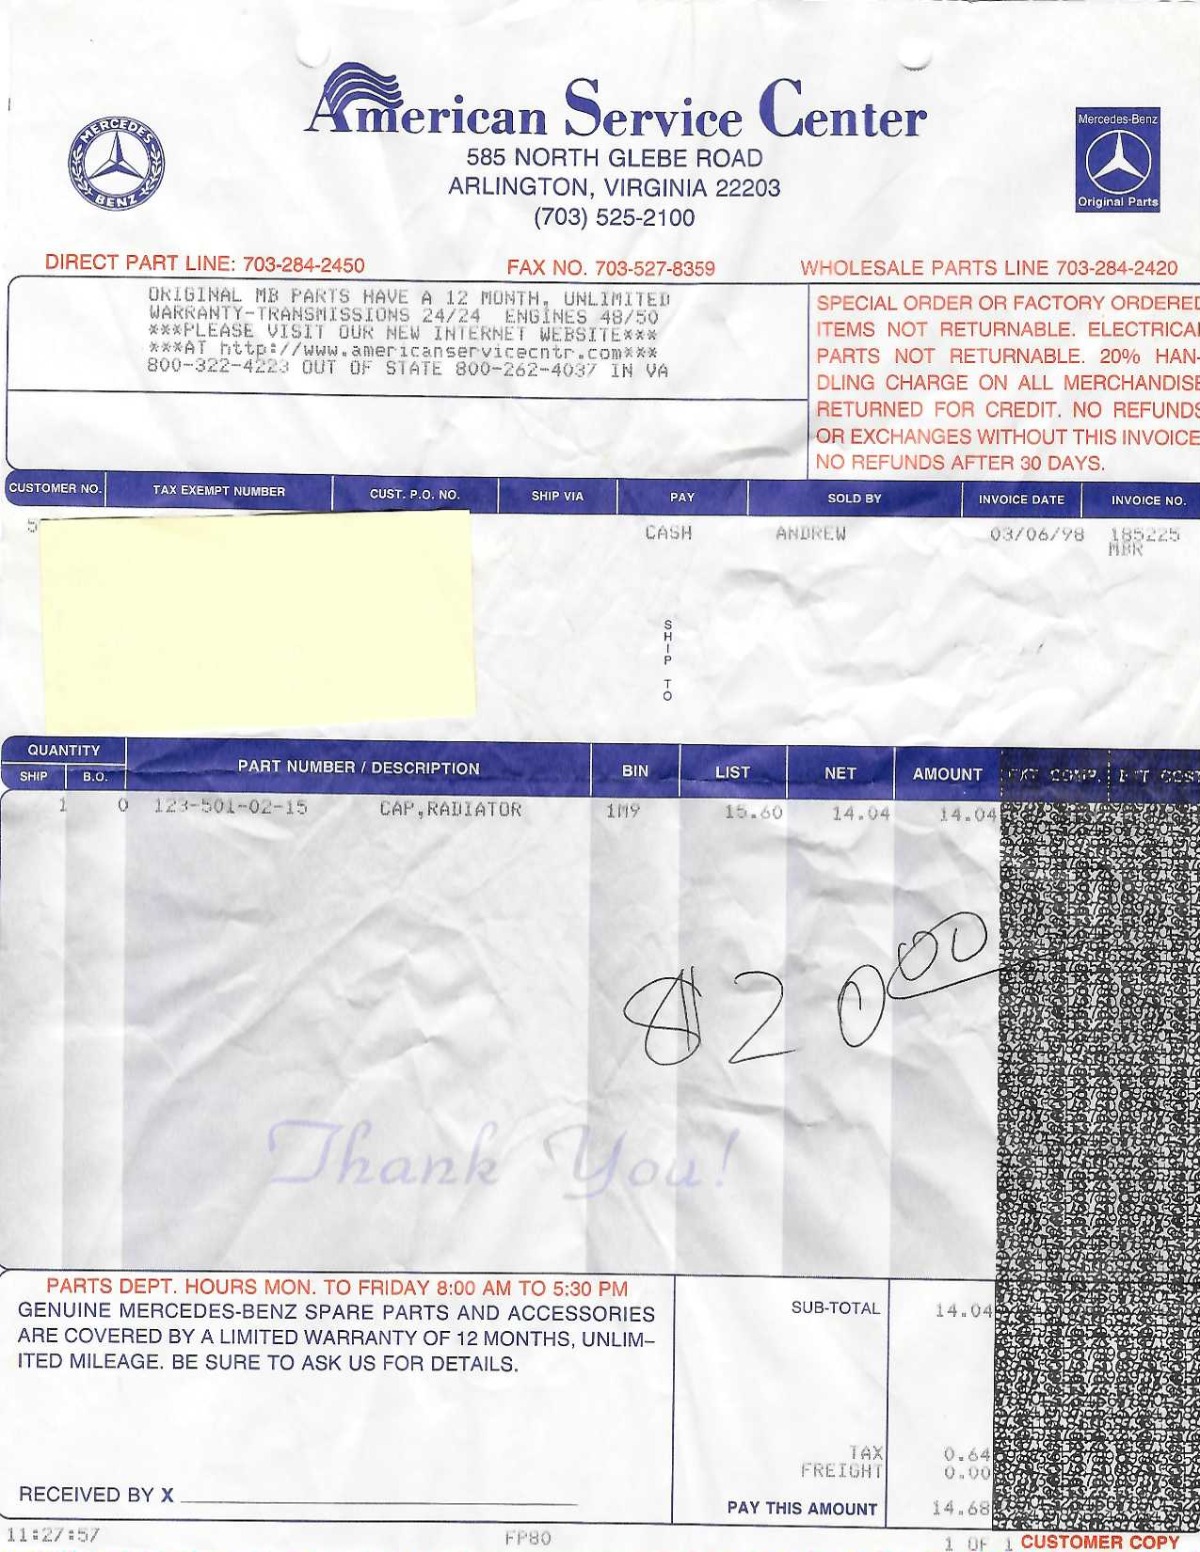 American Service Center
585 NORTH GLEBE ROAD
ARLINGTON, VIRGINIA 22203
(703) 525-2100
MERCEDES
BENZ
Mercedes-Benz
Original Parts
DIRECT PART LINE: 703-284-2450 FAX NO. 703-527-8359 WHOLESALE PARTS LINE 703-284-2420
ORIGINAL MB PARTS HAVE A 12 MONTH, UNLIMITED
WARRANTY-TRANSMISSIONS 24/24 ENGINES 48/50
***PLEASE VISIT OUR NEW INTERNET WEBSITE***
***AT http://www.americanservicecntr.com***
800-322-4223 OUT OF STATE 800-262-4037 IN VA
SPECIAL ORDER OR FACTORY ORDERED
ITEMS NOT RETURNABLE. ELECTRICAL
PARTS NOT RETURNABLE. 20% HAN-
DLING CHARGE ON ALL MERCHANDISE
RETURNED FOR CREDIT. NO REFUNDS
OR EXCHANGES WITHOUT THIS INVOICE
NO REFUNDS AFTER 30 DAYS.
CUSTOMER NO. TAX EXEMPT NUMBER CUST. P.O. NO. SHIP VIA PAY SOLD BY INVOICE DATE INVOICE NO.
5 CASH ANDREW 03/06/98 185225
MBR
SHIP TO
QUANTITY
SHIP B.O. PART NUMBER / DESCRIPTION BIN LIST NET AMOUNT
1 0 123-501-02-15 CAP,RADIATOR 1M9 15.60 14.04 14.04
$20.00
Thank You!
PARTS DEPT. HOURS MON. TO FRIDAY 8:00 AM TO 5:30 PM
GENUINE MERCEDES-BENZ SPARE PARTS AND ACCESSORIES
ARE COVERED BY A LIMITED WARRANTY OF 12 MONTHS, UNLIM-
ITED MILEAGE. BE SURE TO ASK US FOR DETAILS.
SUB-TOTAL 14.04
TAX 0.64
FREIGHT 0.00
RECEIVED BY X
PAY THIS AMOUNT 14.68
11:27:57 FP80 1 OF 1 CUSTOMER COPY